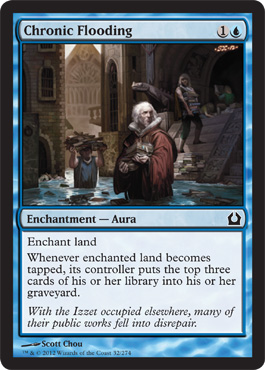 Chronic Flooding 1
Enchantment — Aura
Enchant land
Whenever enchanted land becomes
tapped, its controller puts the top three
cards of his or her library into his or her
graveyard.
With the Izzet occupied elsewhere, many of
their public works fell into disrepair.
Scott Chou
™ & © 2012 Wizards of the Coast 32/274